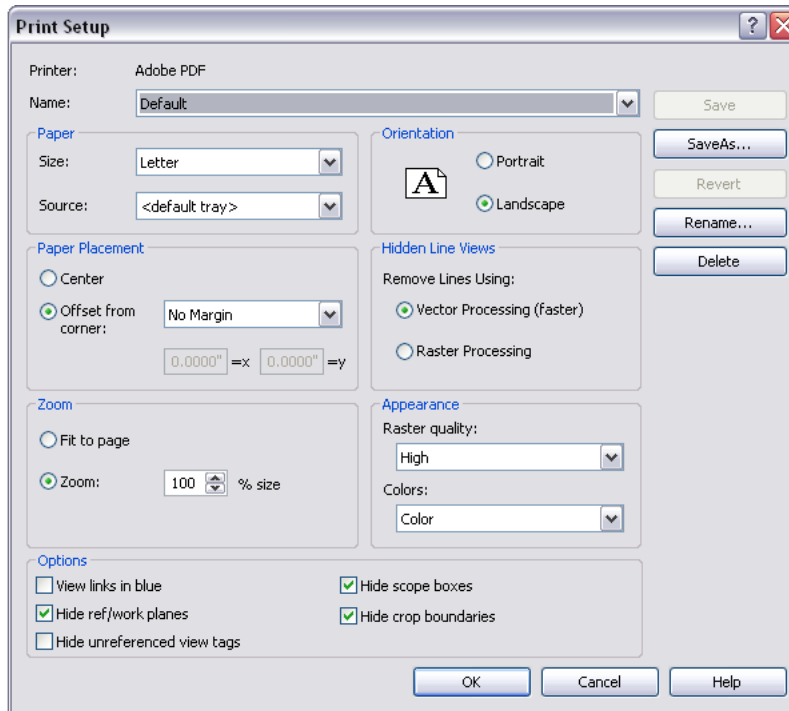 Print Setup
Printer: Adobe PDF
Name: Default
Save
Paper
Size: Letter
Source: <default tray>
Orientation
A
Portrait
Landscape
SaveAs...
Revert
Rename...
Delete
Paper Placement
Center
Offset from
corner:
No Margin
0.0000" =x 0.0000" =y
Hidden Line Views
Remove Lines Using:
Vector Processing (faster)
Raster Processing
Zoom
Fit to page
Zoom: 100 % size
Appearance
Raster quality:
High
Colors:
Color
Options
View links in blue
Hide ref/work planes
Hide unreferenced view tags
Hide scope boxes
Hide crop boundaries
OK Cancel Help